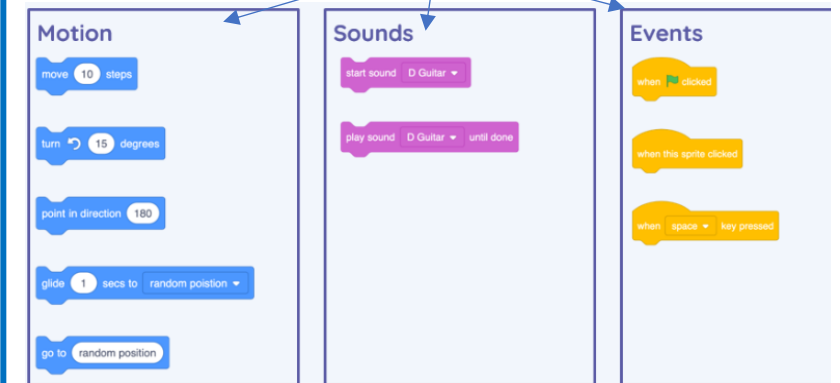 Motion
move 10 steps
turn 15 degrees
point in direction 180
glide 1 secs to random poistion
go to random position
Sounds
start sound D Guitar
play sound D Guitar until done
Events
when clicked
when this sprite clicked
when space key pressed